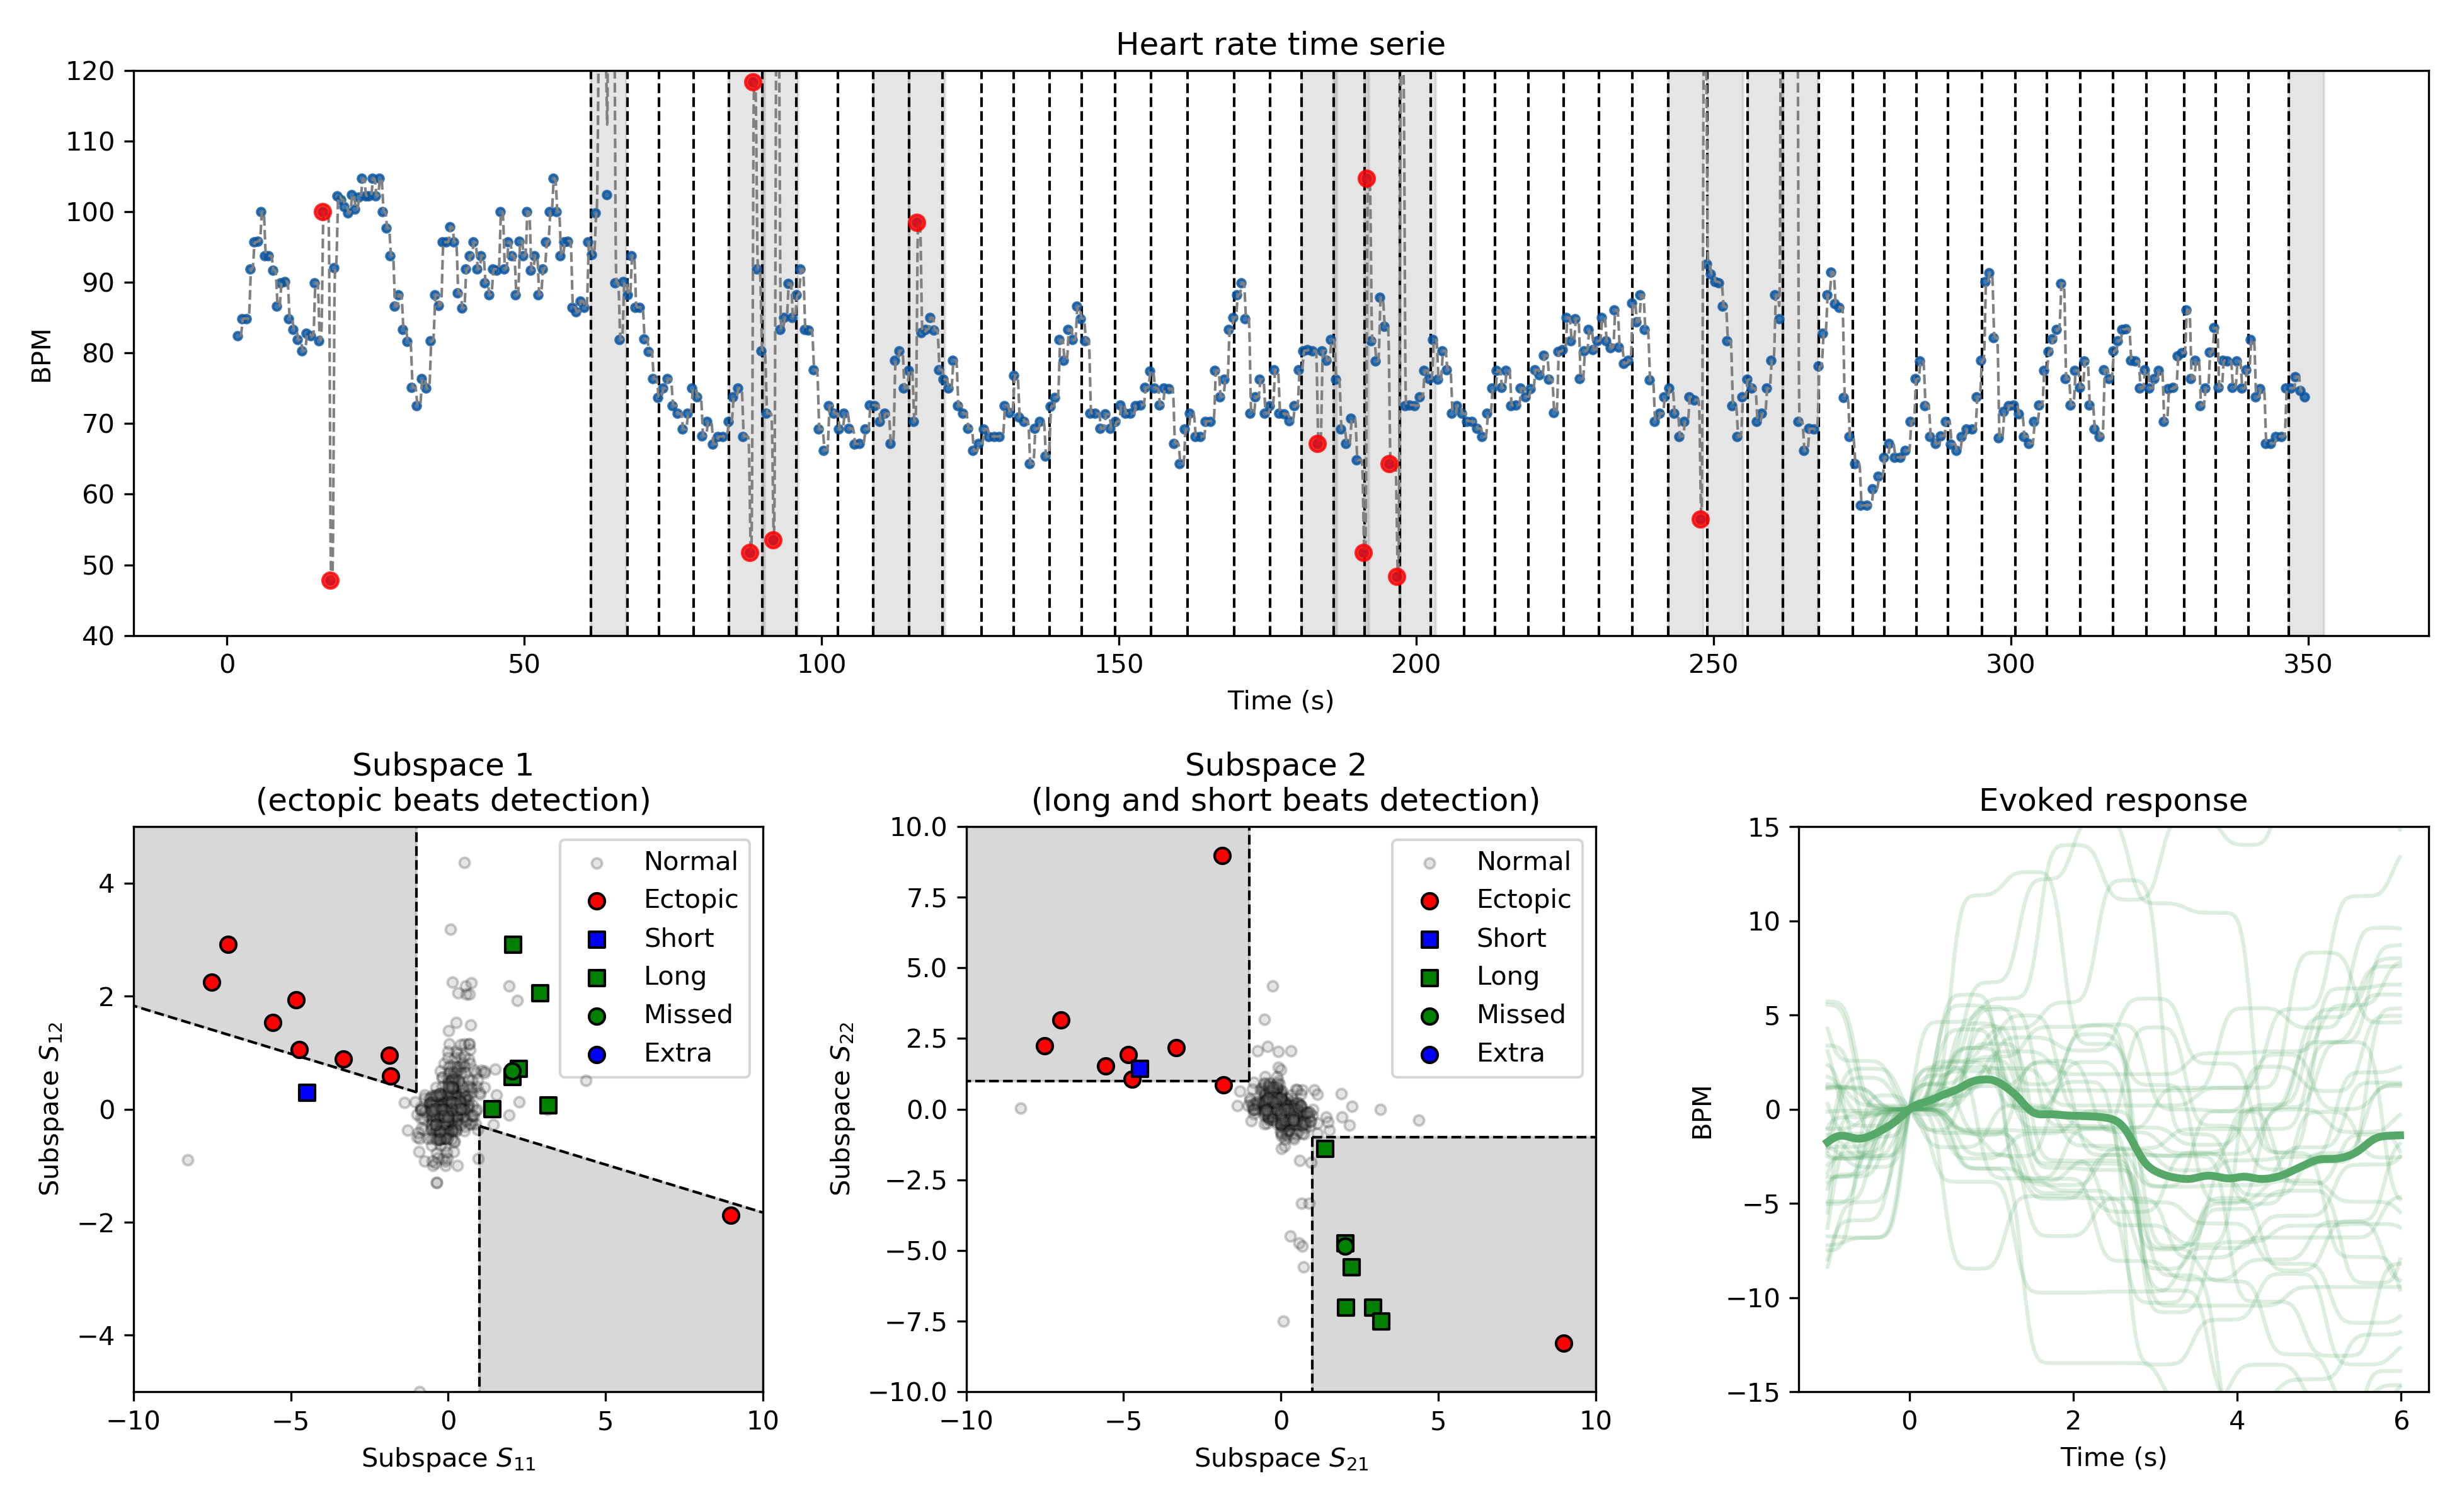 Heart rate time serie
120
110
100
90
80
70
60
50
40
BPM
0 50 100 150 200 250 300 350
Time (s)
Subspace 1
(ectopic beats detection)
4
2
0
−2
−4
Subspace S12
−10 −5 0 5 10
Subspace S11
Normal
Ectopic
Short
Long
Missed
Extra
Subspace 2
(long and short beats detection)
10.0
7.5
5.0
2.5
0.0
−2.5
−5.0
−7.5
−10.0
Subspace S22
−10 −5 0 5 10
Subspace S21
Normal
Ectopic
Short
Long
Missed
Extra
Evoked response
15
10
5
0
−5
−10
−15
BPM
0 2 4 6
Time (s)